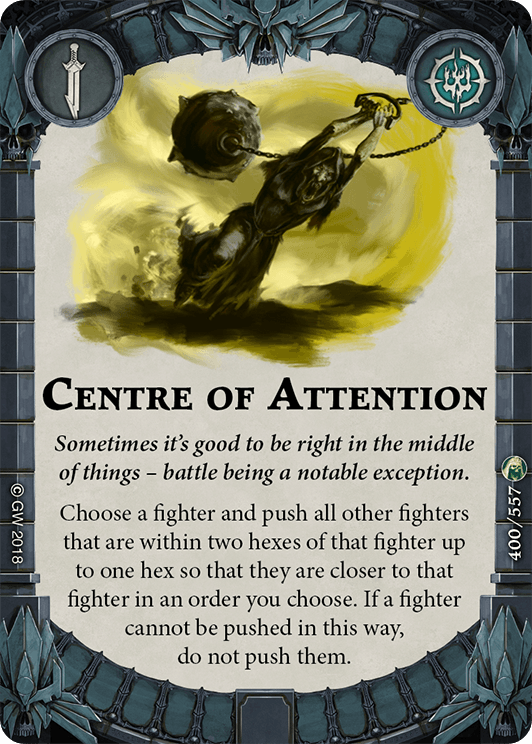 CENTRE OF ATTENTION
Sometimes it's good to be right in the middle
of things – battle being a notable exception.
Choose a fighter and push all other fighters
that are within two hexes of that fighter up
to one hex so that they are closer to that
fighter in an order you choose. If a fighter
cannot be pushed in this way,
do not push them.
© GW 2018
400/557